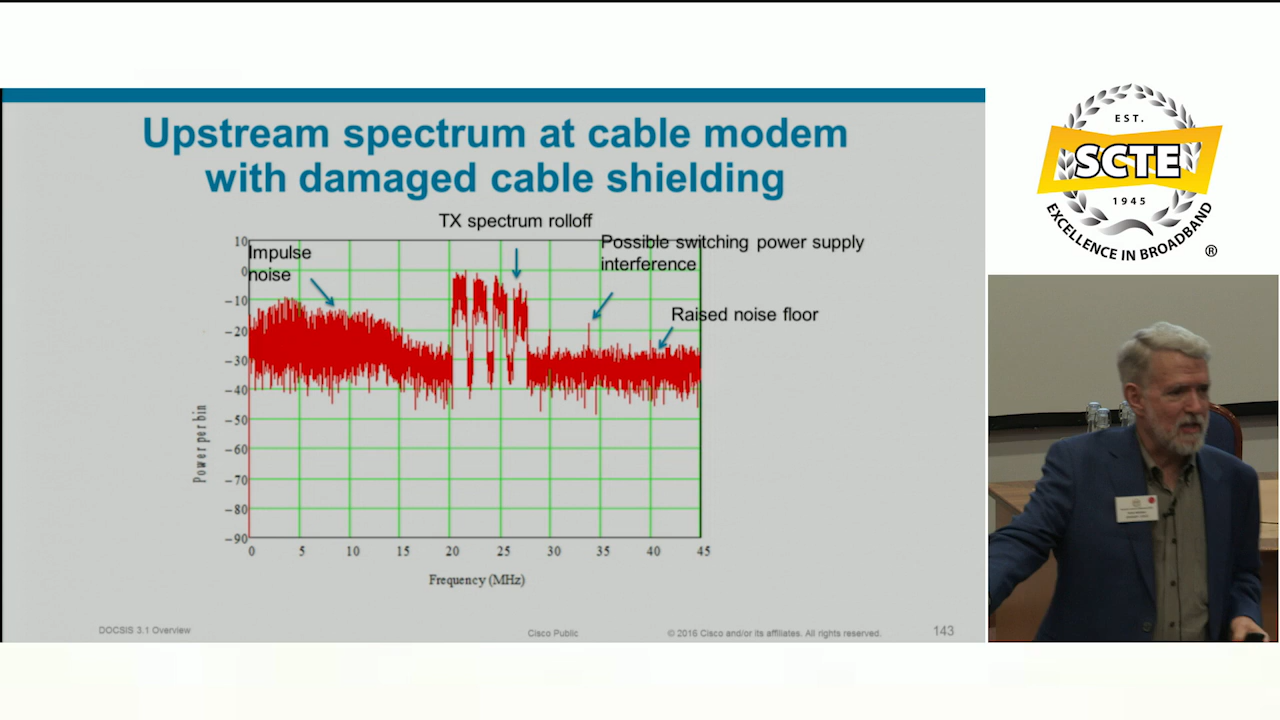 Upstream spectrum at cable modem
with damaged cable shielding
TX spectrum rolloff
Impulse
noise
Possible switching power supply
interference
Raised noise floor
10
0
−10
−20
−30
−40
−50
−60
−70
−80
−90
Power per bin
0 5 10 15 20 25 30 35 40 45
Frequency (MHz)
DOCSIS 3.1 Overview
Cisco Public
© 2016 Cisco and/or its affiliates. All rights reserved.
143
EST.
SCTE
1945
EXCELLENCE IN BROADBAND
®